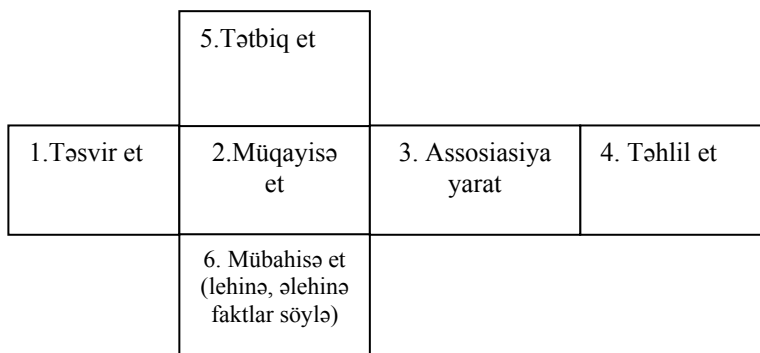 5.Tətbiq et
1.Təsvir et
2.Müqayisə
et
3. Assosiasiya
yarat
4. Təhlil et
6. Mübahisə et
(lehinə, əlehinə
faktlar söylə)